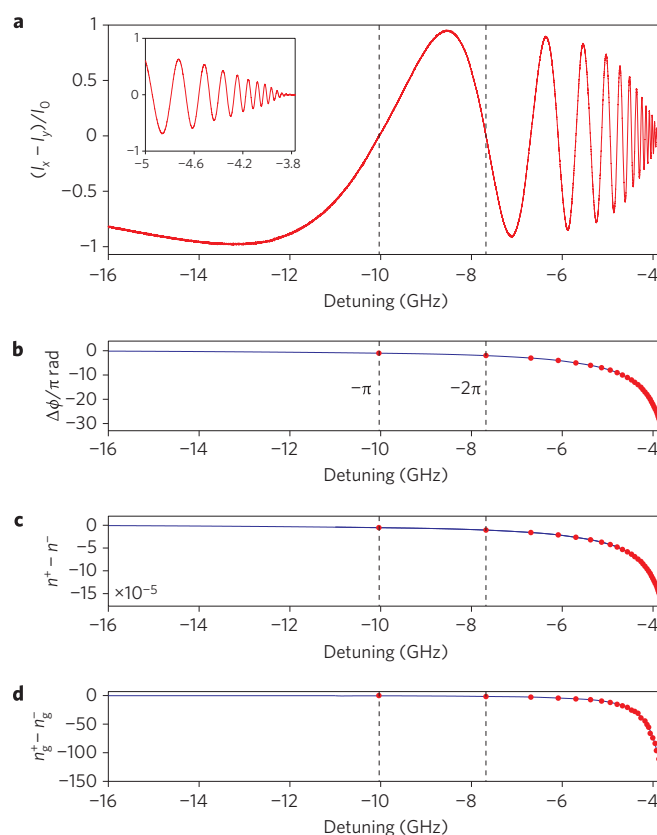 a
(I_x − I_y)/I_0
1
0.5
0
−0.5
−1
1
0
−1
−5 −4.6 −4.2 −3.8
−16 −14 −12 −10 −8 −6 −4
Detuning (GHz)
b
Δϕ/π rad
0
−10
−20
−30
−π −2π
−16 −14 −12 −10 −8 −6 −4
Detuning (GHz)
c
n⁺ − n⁻
0
−5
−10
−15
×10⁻⁵
−16 −14 −12 −10 −8 −6 −4
Detuning (GHz)
d
n_g⁺ − n_g⁻
0
−50
−100
−150
−16 −14 −12 −10 −8 −6 −4
Detuning (GHz)